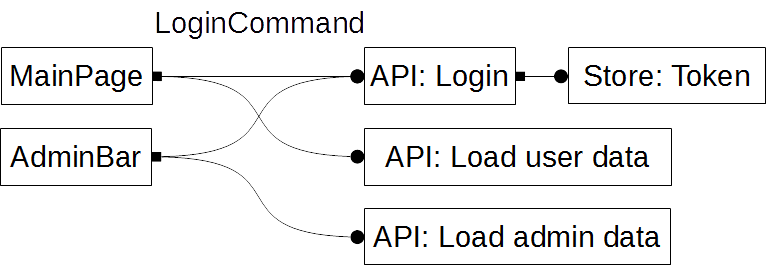 LoginCommand
MainPage
API: Login
Store: Token
AdminBar
API: Load user data
API: Load admin data